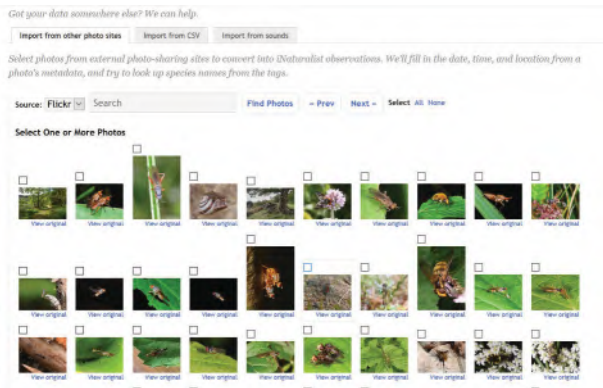 Got your data somewhere else? We can help.
Import from other photo sites Import from CSV Import from sounds
Select photos from external photo-sharing sites to convert into iNaturalist observations. We'll fill in the date, time, and location from a
photo's metadata, and try to look up species names from the tags.
Source: Flickr Search Find Photos « Prev Next » Select All None
Select One or More Photos
View original View original View original View original View original View original View original View original View original View original
View original View original View original View original View original View original View original View original View original View original
View original View original View original View original View original View original View original View original View original View original